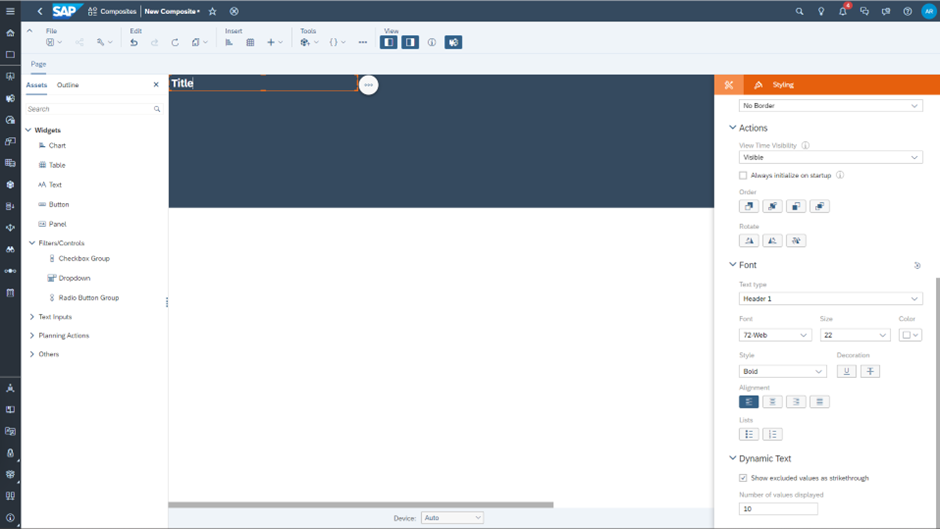 SAP Composites New Composite* 4 AR
File Edit Insert Tools View
Page
Assets Outline
Search
Widgets
Chart
Table
Text
Button
Panel
Filters/Controls
Checkbox Group
Dropdown
Radio Button Group
Text Inputs
Planning Actions
Others
Title
Device: Auto
Styling
No Border
Actions
View Time Visibility
Visible
Always initialize on startup
Order
Rotate
Font
Text type
Header 1
Font Size Color
72-Web 22
Style Decoration
Bold U T
Alignment
Lists
Dynamic Text
Show excluded values as strikethrough
Number of values displayed
10